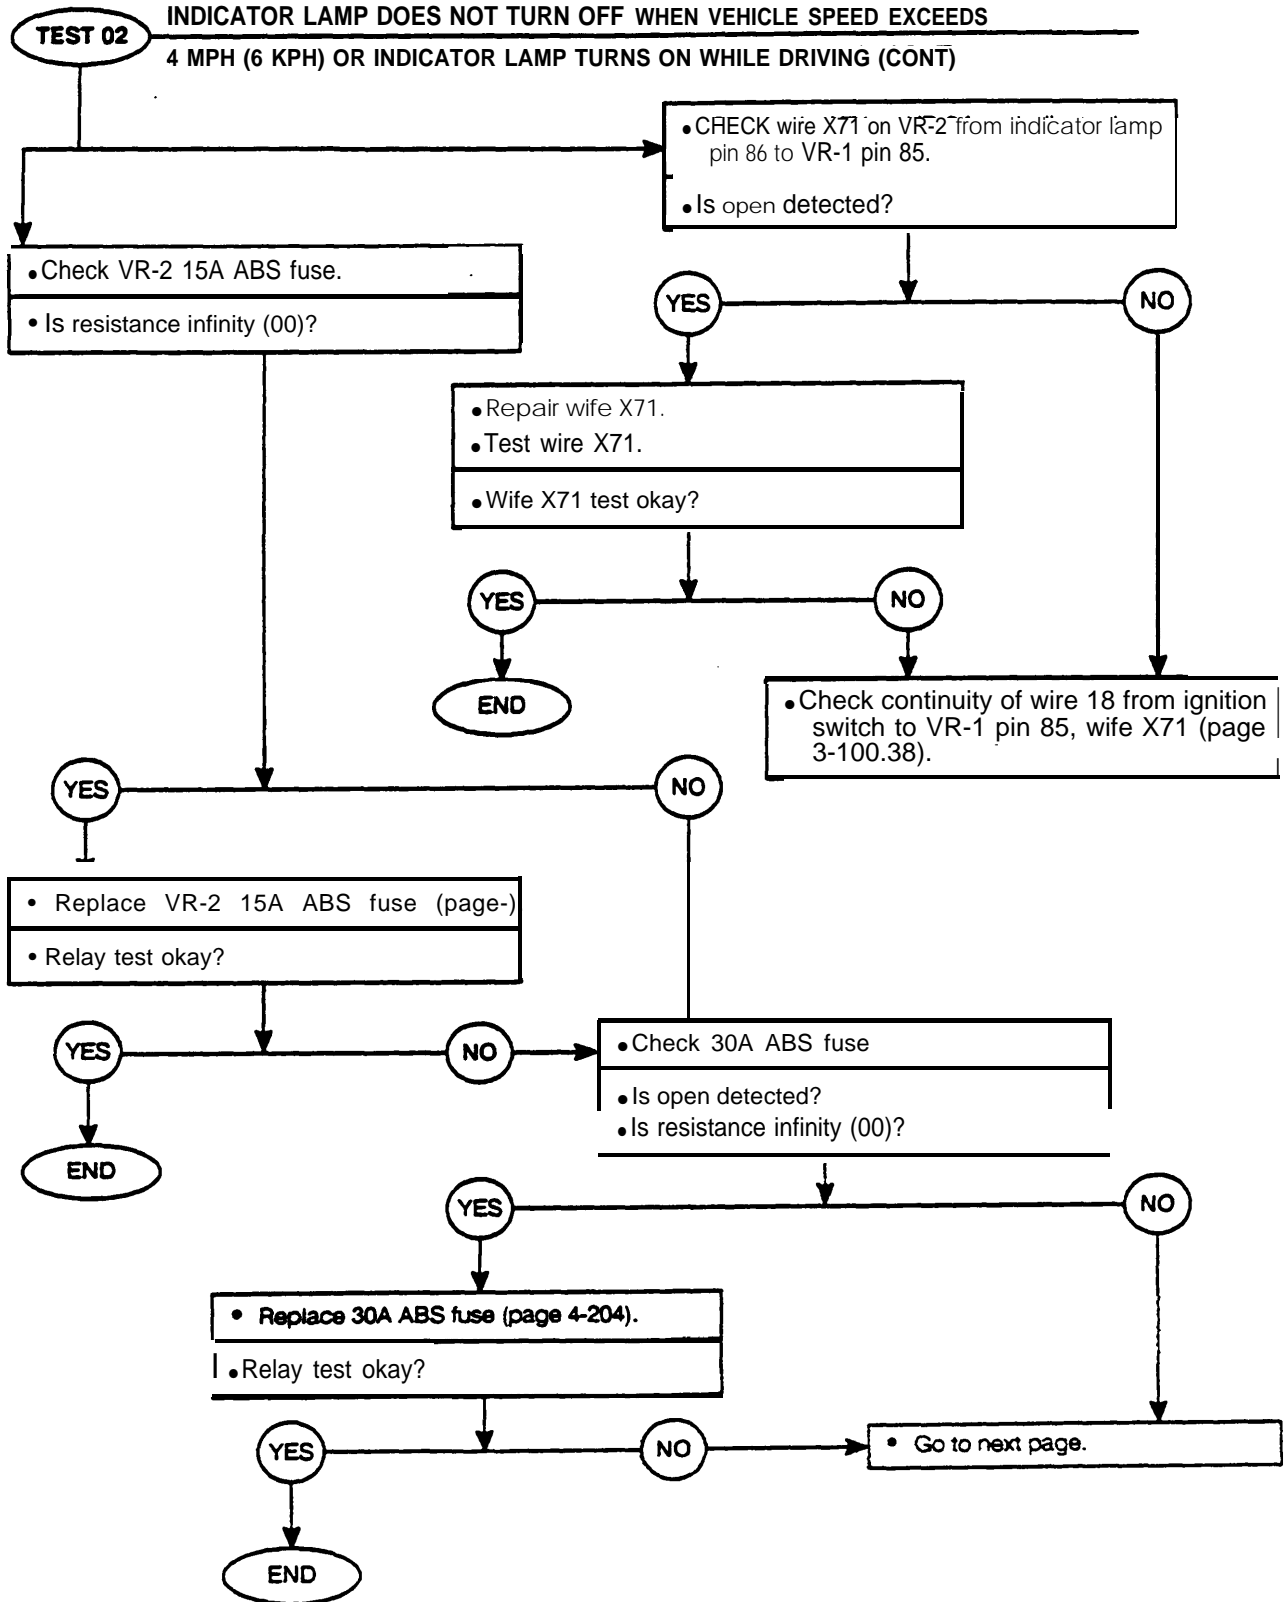 TEST 02
INDICATOR LAMP DOES NOT TURN OFF WHEN VEHICLE SPEED EXCEEDS
4 MPH (6 KPH) OR INDICATOR LAMP TURNS ON WHILE DRIVING (CONT)
• CHECK wire X71 on VR-2 from indicator lamp
pin 86 to VR-1 pin 85.
• Is open detected?
• Check VR-2 15A ABS fuse.
• Is resistance infinity (00)?
YES
NO
• Repair wife X71.
• Test wire X71.
• Wife X71 test okay?
YES
NO
END
• Check continuity of wire 18 from ignition
switch to VR-1 pin 85, wife X71 (page
3-100.38).
YES
NO
• Replace VR-2 15A ABS fuse (page-)
• Relay test okay?
YES
NO
• Check 30A ABS fuse
• Is open detected?
• Is resistance infinity (00)?
END
YES
NO
• Replace 30A ABS fuse (page 4-204).
• Relay test okay?
YES
NO
• Go to next page.
END